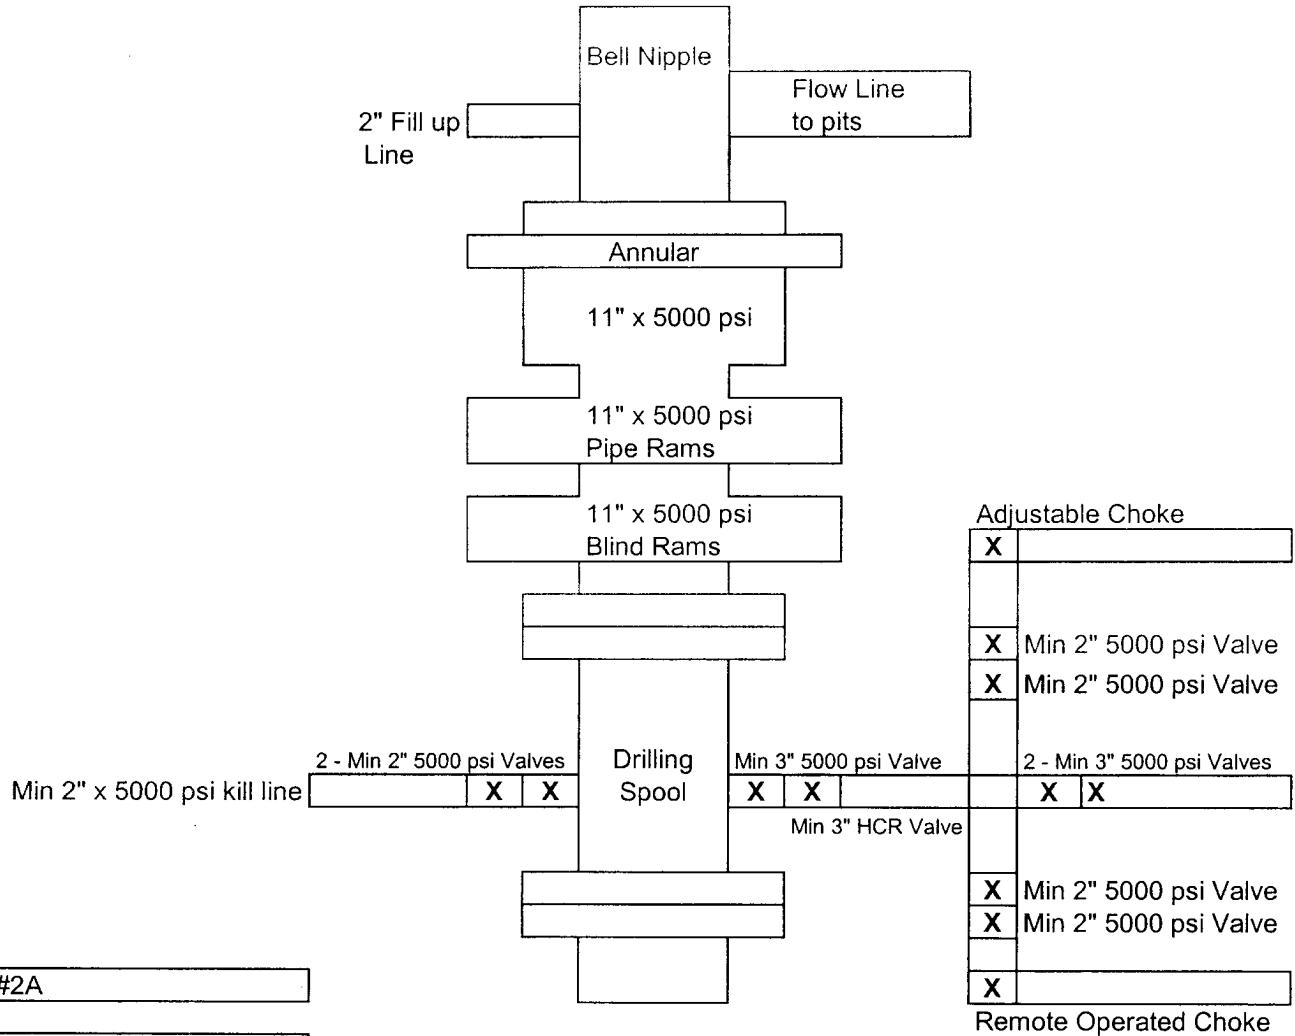 Bell Nipple
Flow Line
to pits
2" Fill up
Line
Annular
11" x 5000 psi
11" x 5000 psi
Pipe Rams
11" x 5000 psi
Blind Rams
Adjustable Choke
X
X Min 2" 5000 psi Valve
X Min 2" 5000 psi Valve
2 - Min 2" 5000 psi Valves
Drilling
Spool
Min 3" 5000 psi Valve
2 - Min 3" 5000 psi Valves
Min 2" x 5000 psi kill line
X X
X X
X X
Min 3" HCR Valve
X Min 2" 5000 psi Valve
X Min 2" 5000 psi Valve
#2A
X
Remote Operated Choke